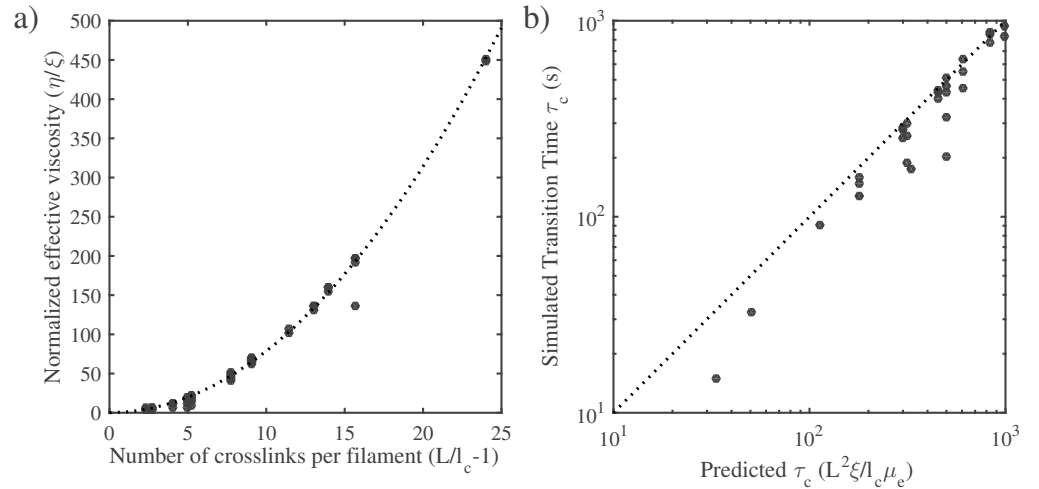 a)
Normalized effective viscosity (η/ξ)
500
450
400
350
300
250
200
150
100
50
0
0 5 10 15 20 25
Number of crosslinks per filament (L/l_c-1)
b)
Simulated Transition Time τ_c (s)
10^3
10^2
10^1
10^1 10^2 10^3
Predicted τ_c (L^2ξ/l_cμ_e)